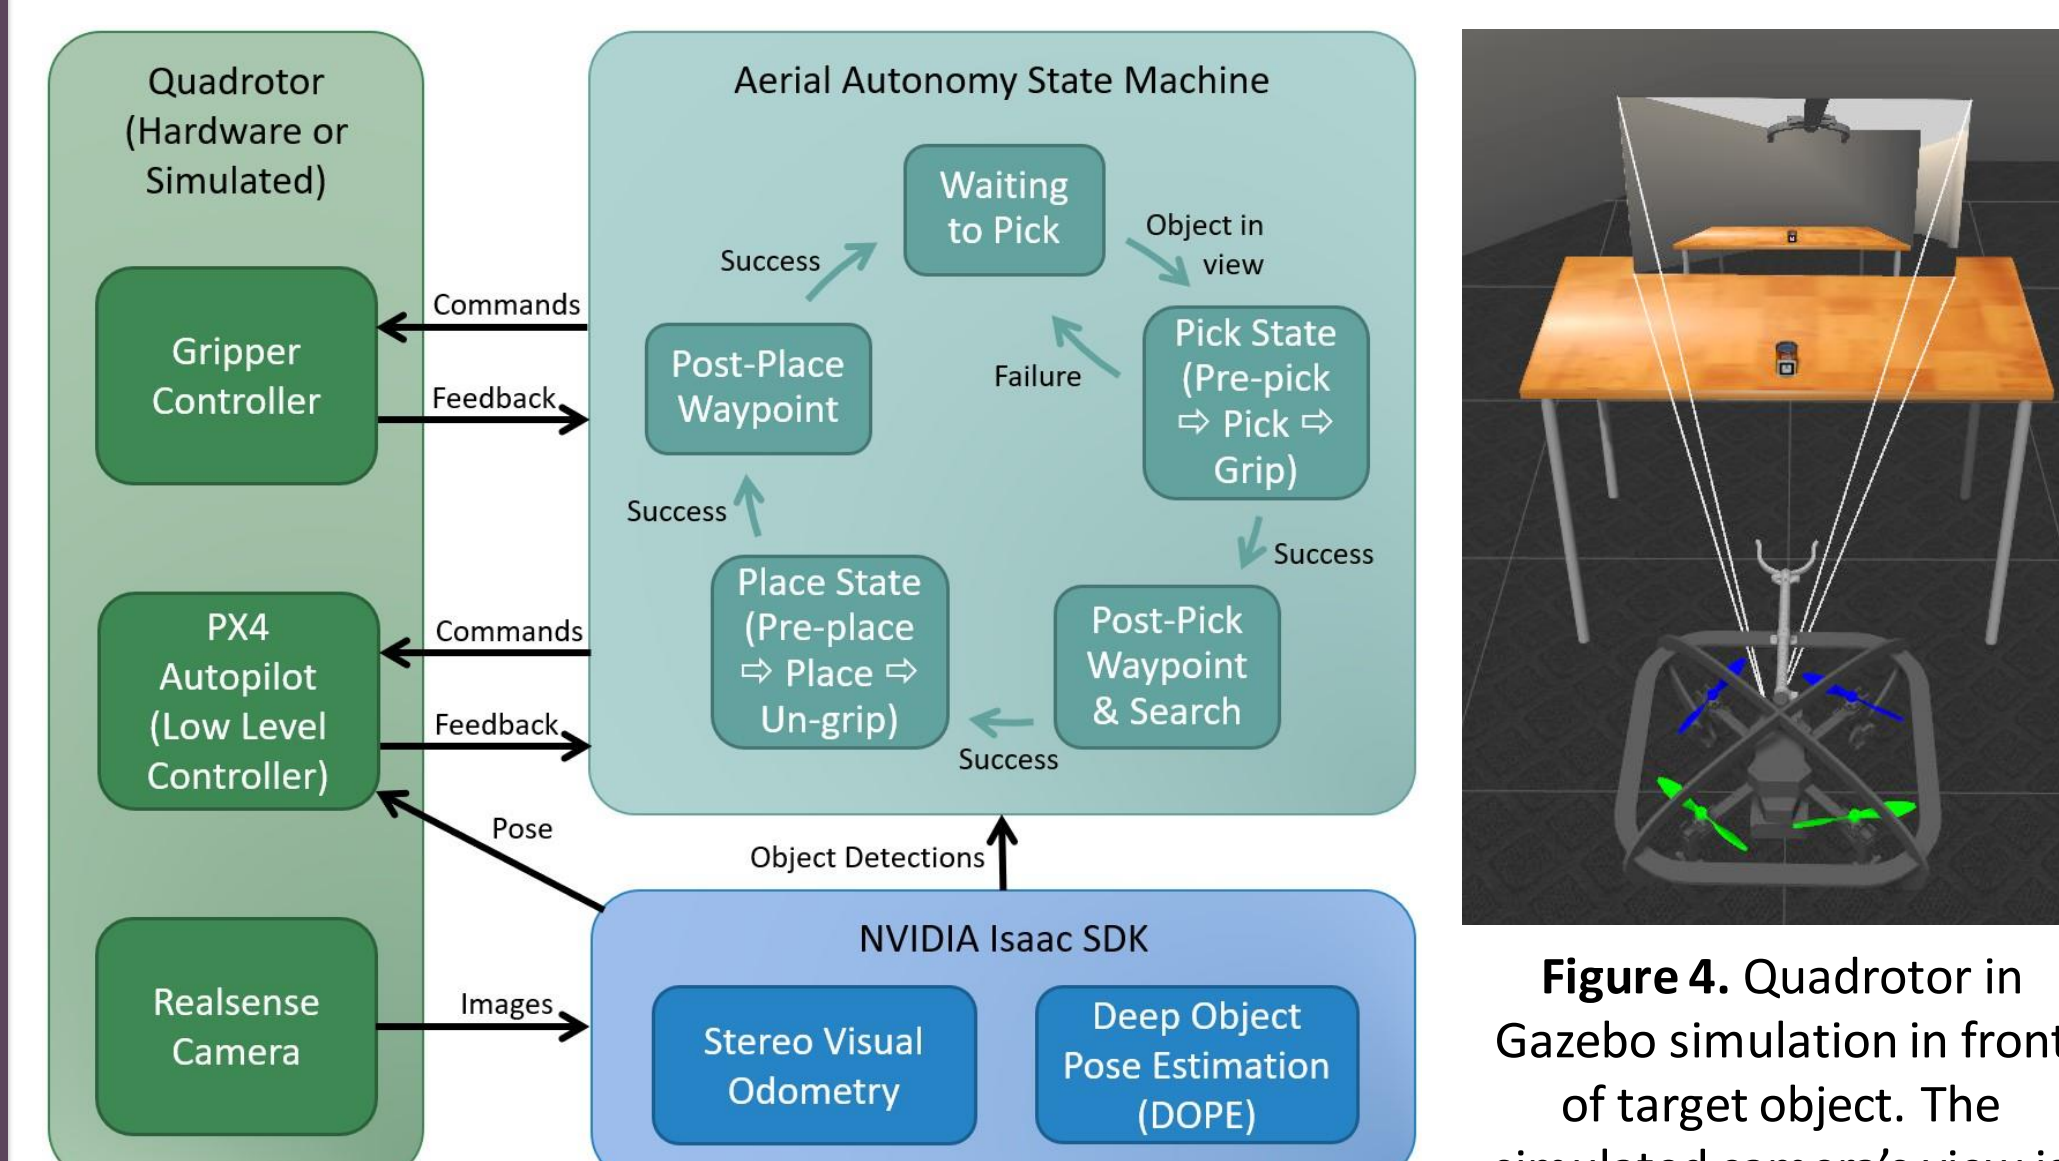 Quadrotor
(Hardware or
Simulated)
Gripper
Controller
PX4
Autopilot
(Low Level
Controller)
Realsense
Camera
Commands
Feedback
Commands
Feedback
Pose
Images
Aerial Autonomy State Machine
Waiting
to Pick
Object in
view
Success
Failure
Pick State
(Pre-pick
⇨ Pick ⇨
Grip)
Post-Place
Waypoint
Success
Success
Place State
(Pre-place
⇨ Place ⇨
Un-grip)
Success
Post-Pick
Waypoint
& Search
Object Detections
NVIDIA Isaac SDK
Stereo Visual
Odometry
Deep Object
Pose Estimation
(DOPE)
Figure 4. Quadrotor in
Gazebo simulation in front
of target object. The
simulated camera's view is